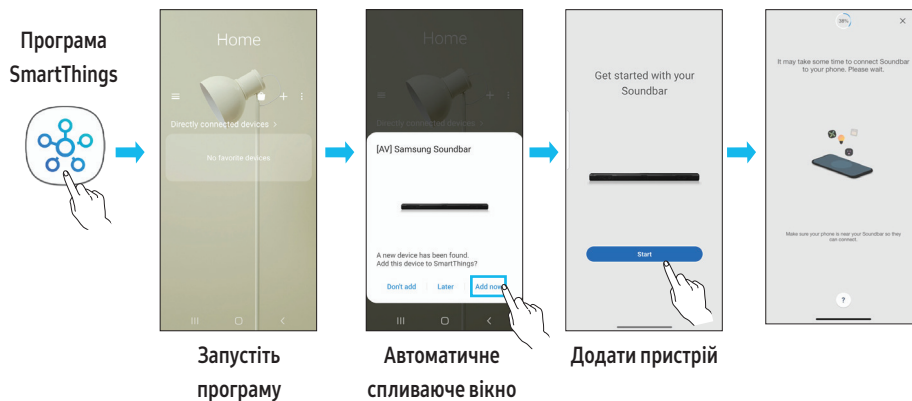 Програма
SmartThings
Home
Directly connected devices >
No favorite devices
Запустіть
програму
Home
Directly connected devices >
[AV] Samsung Soundbar
A new device has been found.
Add this device to SmartThings?
Don't add Later Add now
Автоматичне
спливаюче вікно
Get started with your
Soundbar
Start
Додати пристрій
38%
It may take some time to connect Soundbar
to your phone. Please wait.
Make sure your phone is near your Soundbar so they
can connect.
?